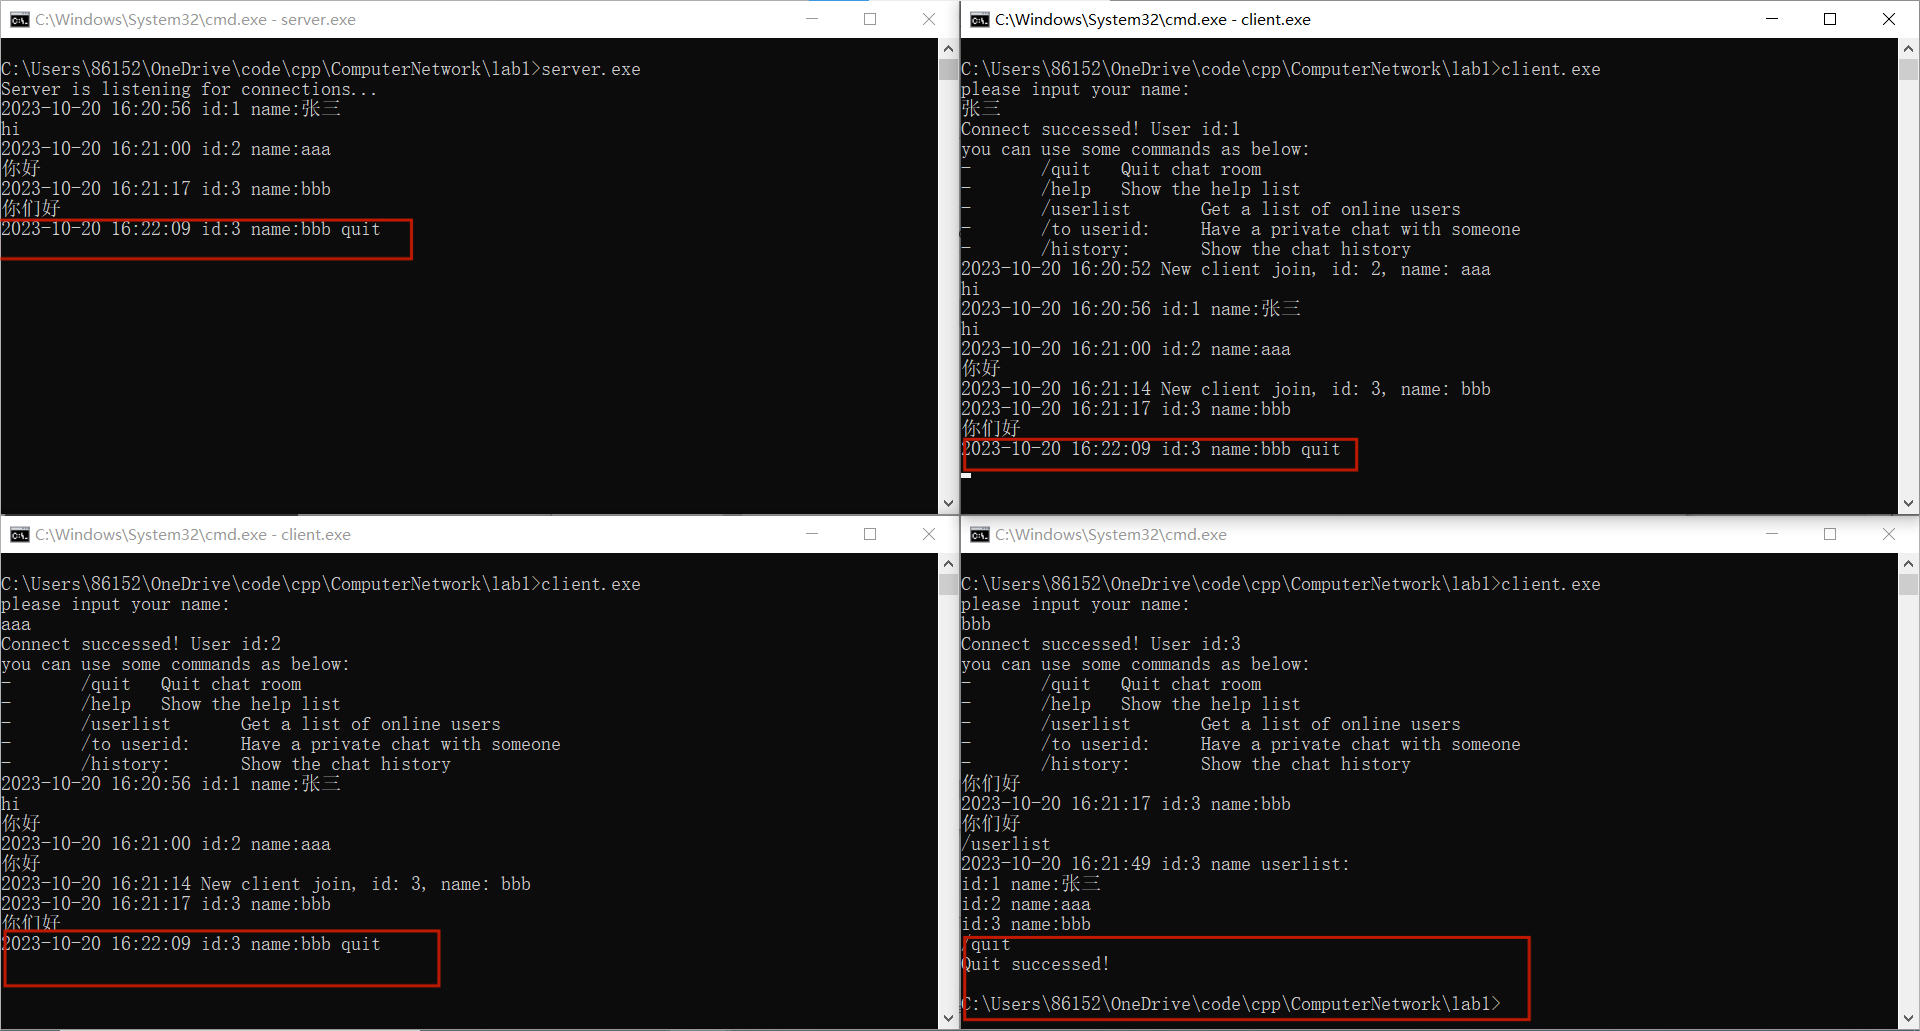 C:\Windows\System32\cmd.exe - server.exe
C:\Users\86152\OneDrive\code\cpp\ComputerNetwork\lab1>server.exe
Server is listening for connections...
2023-10-20 16:20:56 id:1 name:张三
hi
2023-10-20 16:21:00 id:2 name:aaa
你好
2023-10-20 16:21:17 id:3 name:bbb
你们好
2023-10-20 16:22:09 id:3 name:bbb quit
C:\Windows\System32\cmd.exe - client.exe
C:\Users\86152\OneDrive\code\cpp\ComputerNetwork\lab1>client.exe
please input your name:
张三
Connect successed! User id:1
you can use some commands as below:
-       /quit   Quit chat room
-       /help   Show the help list
-       /userlist       Get a list of online users
-       /to userid:     Have a private chat with someone
-       /history:       Show the chat history
2023-10-20 16:20:52 New client join, id: 2, name: aaa
hi
2023-10-20 16:20:56 id:1 name:张三
hi
2023-10-20 16:21:00 id:2 name:aaa
你好
2023-10-20 16:21:14 New client join, id: 3, name: bbb
2023-10-20 16:21:17 id:3 name:bbb
你们好
2023-10-20 16:22:09 id:3 name:bbb quit
C:\Windows\System32\cmd.exe - client.exe
C:\Users\86152\OneDrive\code\cpp\ComputerNetwork\lab1>client.exe
please input your name:
aaa
Connect successed! User id:2
you can use some commands as below:
-       /quit   Quit chat room
-       /help   Show the help list
-       /userlist       Get a list of online users
-       /to userid:     Have a private chat with someone
-       /history:       Show the chat history
2023-10-20 16:20:56 id:1 name:张三
hi
你好
2023-10-20 16:21:00 id:2 name:aaa
你好
2023-10-20 16:21:14 New client join, id: 3, name: bbb
2023-10-20 16:21:17 id:3 name:bbb
你们好
2023-10-20 16:22:09 id:3 name:bbb quit
C:\Windows\System32\cmd.exe
C:\Users\86152\OneDrive\code\cpp\ComputerNetwork\lab1>client.exe
please input your name:
bbb
Connect successed! User id:3
you can use some commands as below:
-       /quit   Quit chat room
-       /help   Show the help list
-       /userlist       Get a list of online users
-       /to userid:     Have a private chat with someone
-       /history:       Show the chat history
你们好
2023-10-20 16:21:17 id:3 name:bbb
你们好
/userlist
2023-10-20 16:21:49 id:3 name userlist:
id:1 name:张三
id:2 name:aaa
id:3 name:bbb
/quit
Quit successed!
C:\Users\86152\OneDrive\code\cpp\ComputerNetwork\lab1>